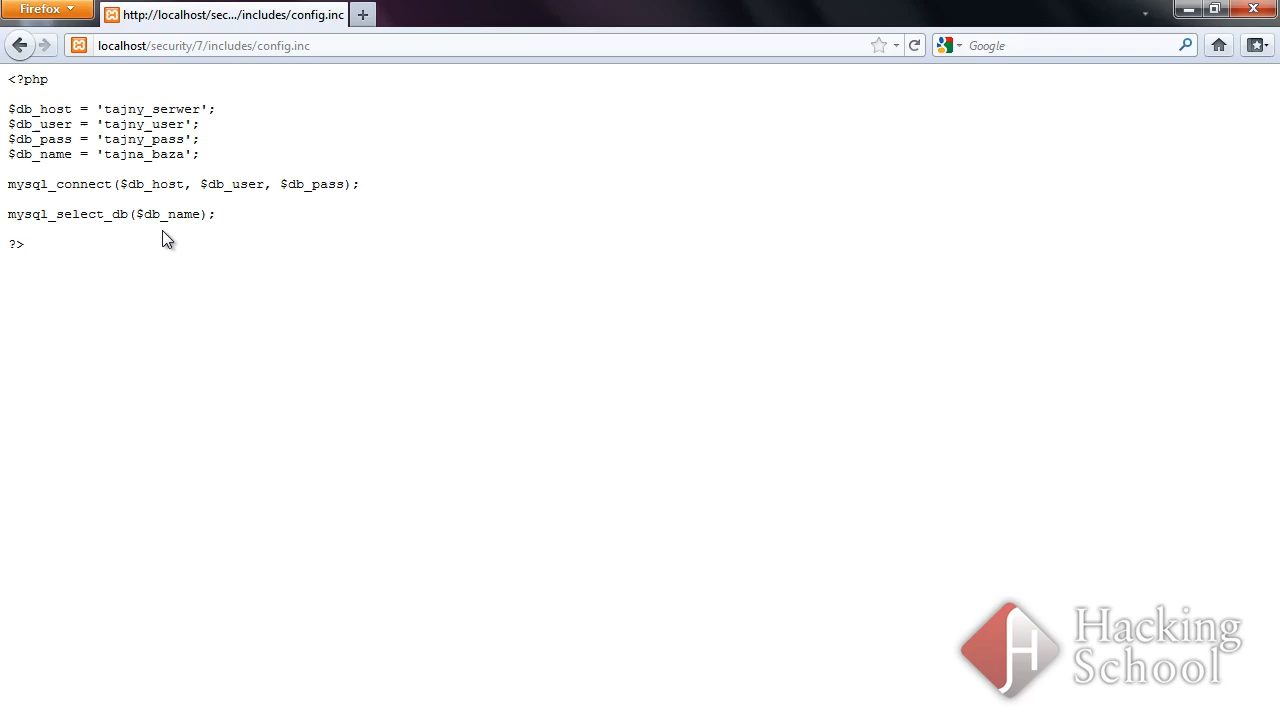 Firefox
http://localhost/sec.../includes/config.inc
localhost/security/7/includes/config.inc
Google
<?php
$db_host = 'tajny_serwer';
$db_user = 'tajny_user';
$db_pass = 'tajny_pass';
$db_name = 'tajna_baza';
mysql_connect($db_host, $db_user, $db_pass);
mysql_select_db($db_name);
?>
Hacking
School